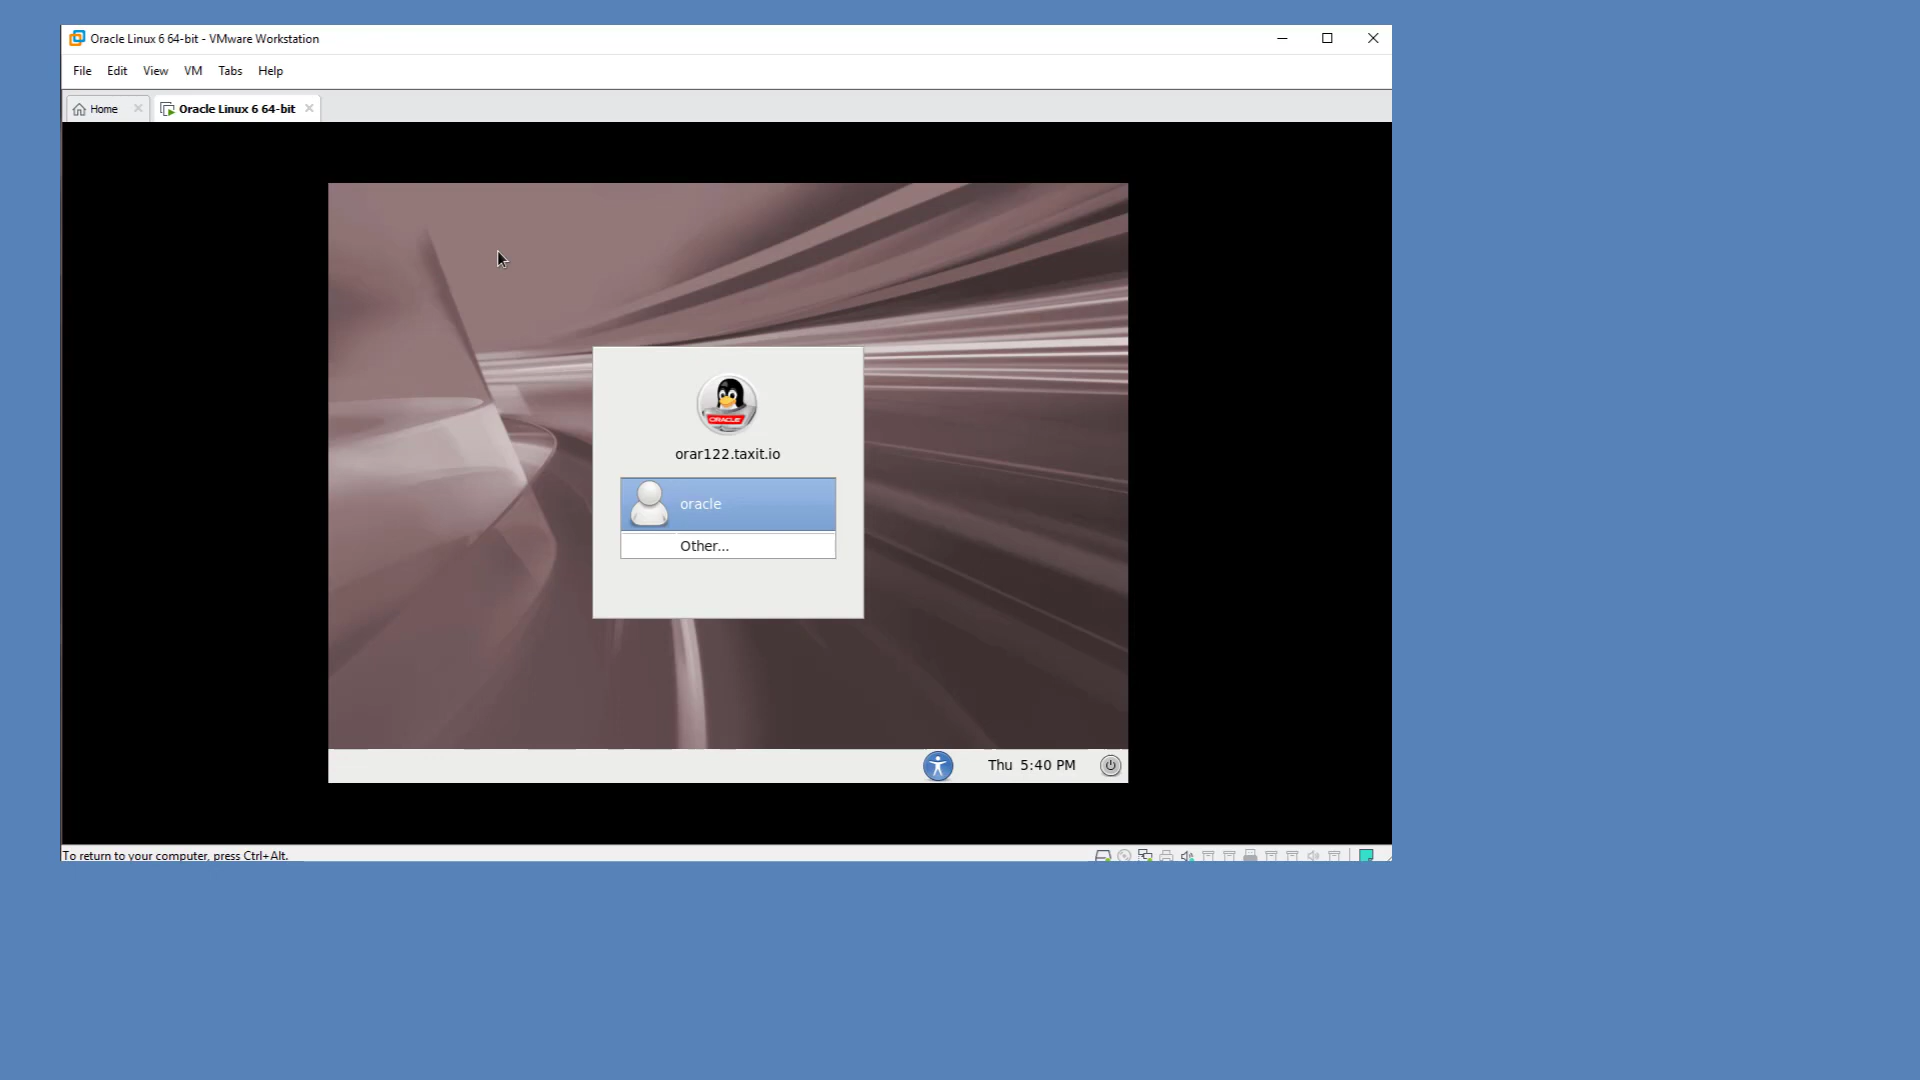 Oracle Linux 6 64-bit - VMware Workstation
File Edit View VM Tabs Help
Home Oracle Linux 6 64-bit
ORACLE
orar122.taxit.io
oracle
Other...
Thu 5:40 PM
To return to your computer, press Ctrl+Alt.